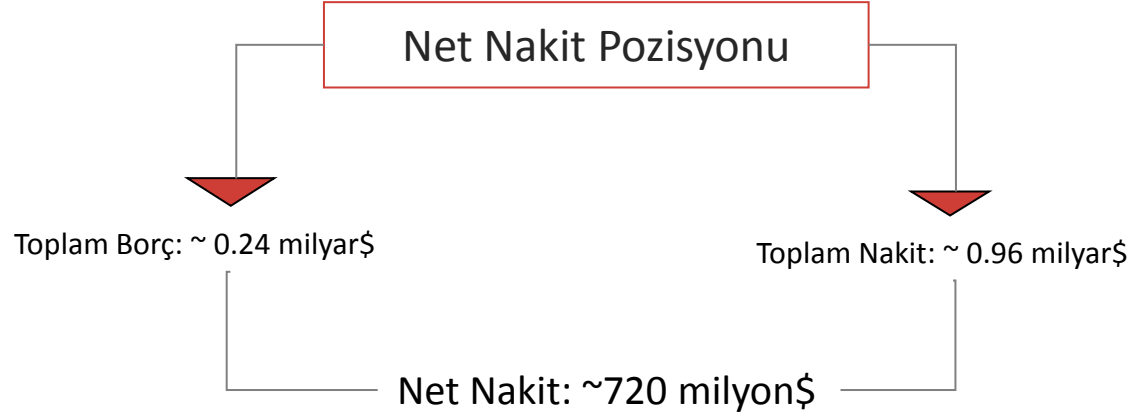 Net Nakit Pozisyonu
Toplam Borç: ~ 0.24 milyar$
Toplam Nakit: ~ 0.96 milyar$
Net Nakit: ~720 milyon$